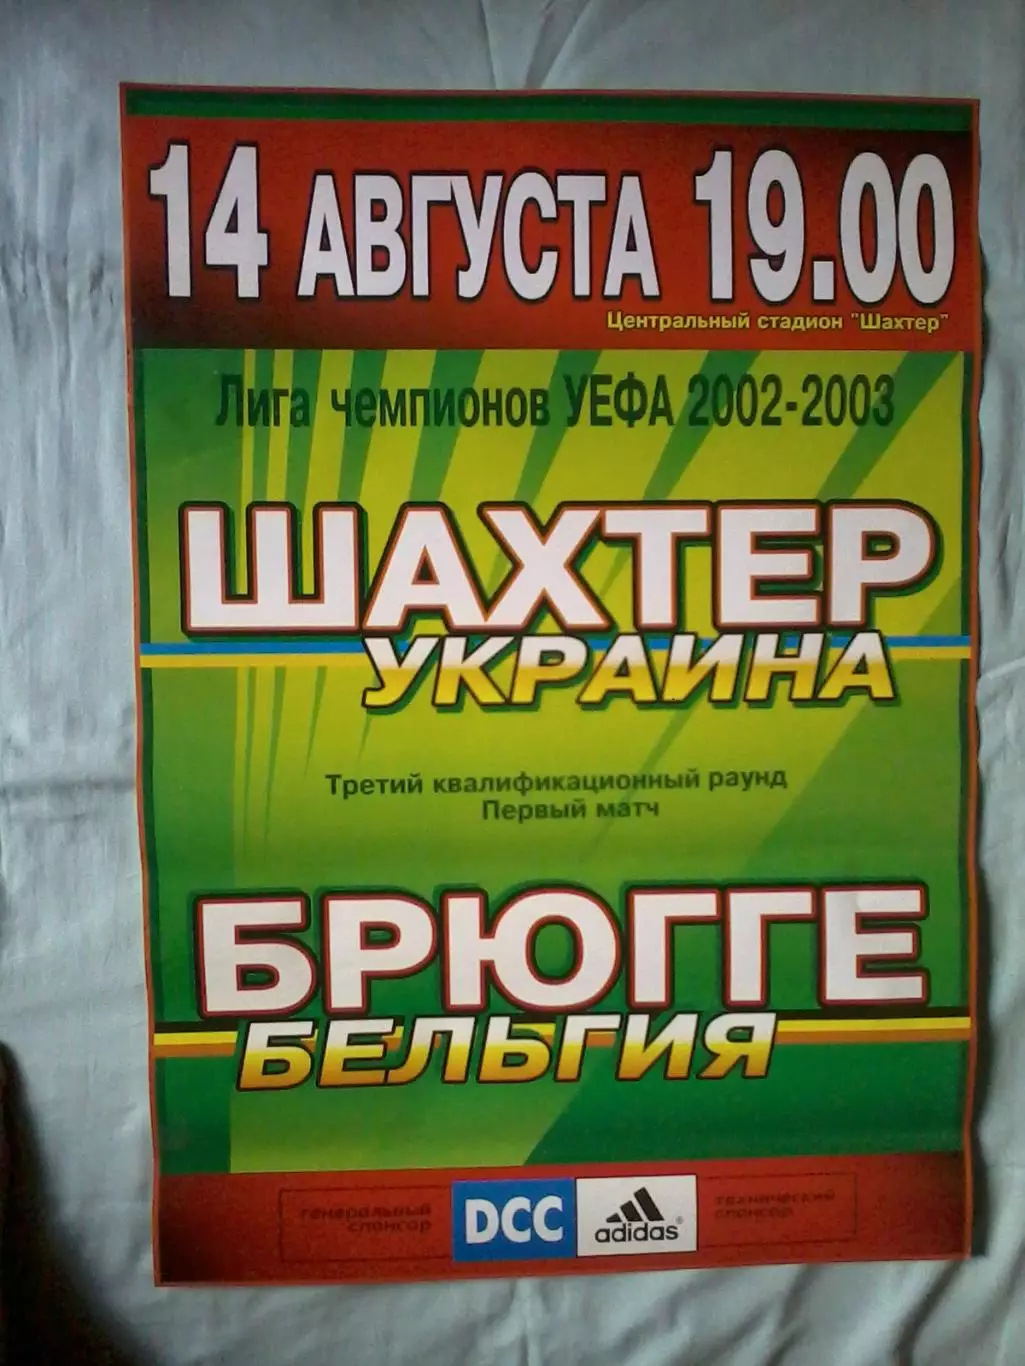 14 АВГУСТА 19.00
Центральный стадион "Шахтер"
Лига чемпионов УЕФА 2002-2003
ШАХТЕР
УКРАИНА
Третий квалификационный раунд
Первый матч
БРЮГГЕ
БЕЛЬГИЯ
генеральный
спонсор
DCC
adidas
технический
спонсор